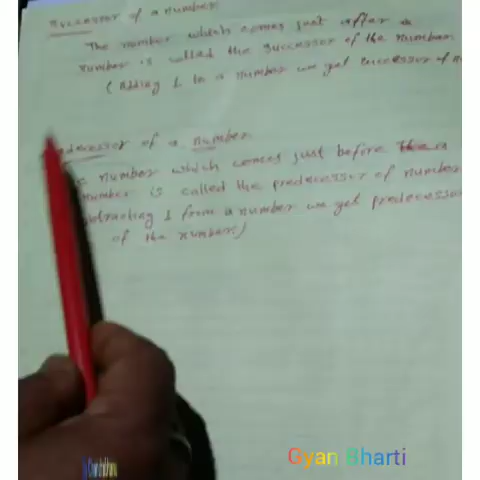 Successor of a number
The number which comes just after a
number is called the successor of the number.
(Adding 1 to a number we get successor of
of a number
number which comes just before
number is called the predecessor of number
1 from a number we get
of the number.)
Gyan Bharti